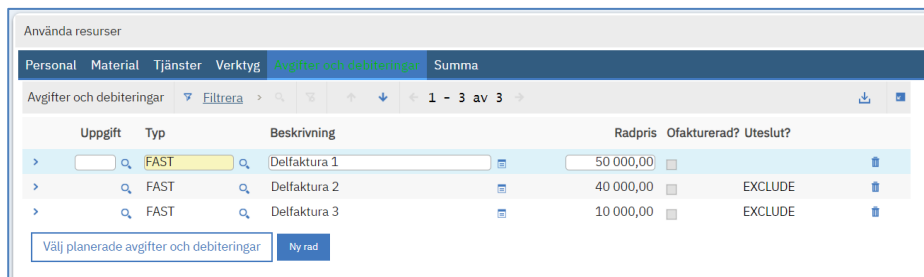 Använda resurser
Personal Material Tjänster Verktyg Avgifter och debiteringar Summa
Avgifter och debiteringar Filtrera 1 - 3 av 3
Uppgift Typ Beskrivning Radpris Ofakturerad? Uteslut?
FAST Delfaktura 1 50 000,00
FAST Delfaktura 2 40 000,00 EXCLUDE
FAST Delfaktura 3 10 000,00 EXCLUDE
Välj planerade avgifter och debiteringar Ny rad